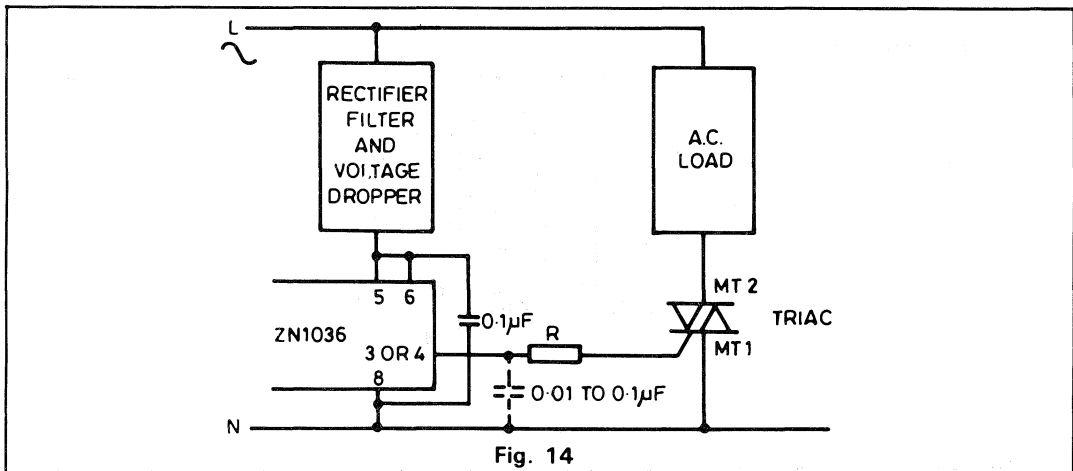 L
RECTIFIER
FILTER
AND
VOLTAGE
DROPPER
A.C.
LOAD
5 6
MT 2
0·1µF
TRIAC
ZN1036
R
3 OR 4
MT 1
8
0·01 TO 0·1µF
N
Fig. 14